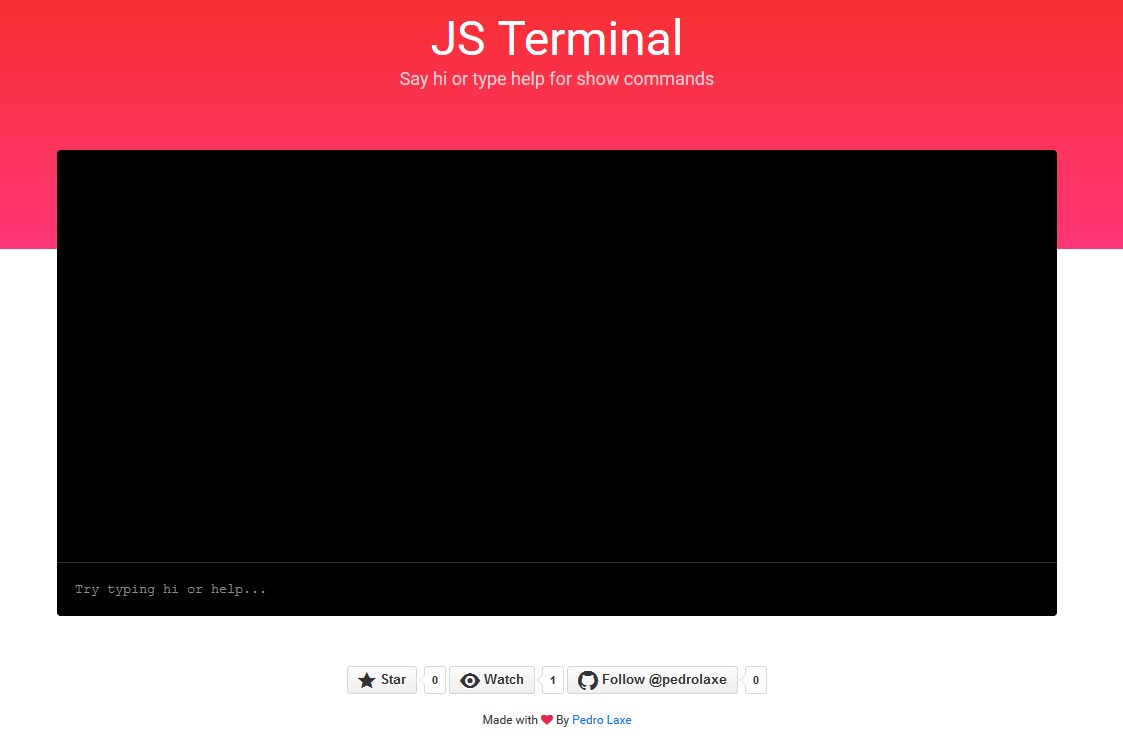 JS Terminal
Say hi or type help for show commands
Try typing hi or help...
Star 0 Watch 1 Follow @pedrolaxe 0
Made with ❤ By Pedro Laxe